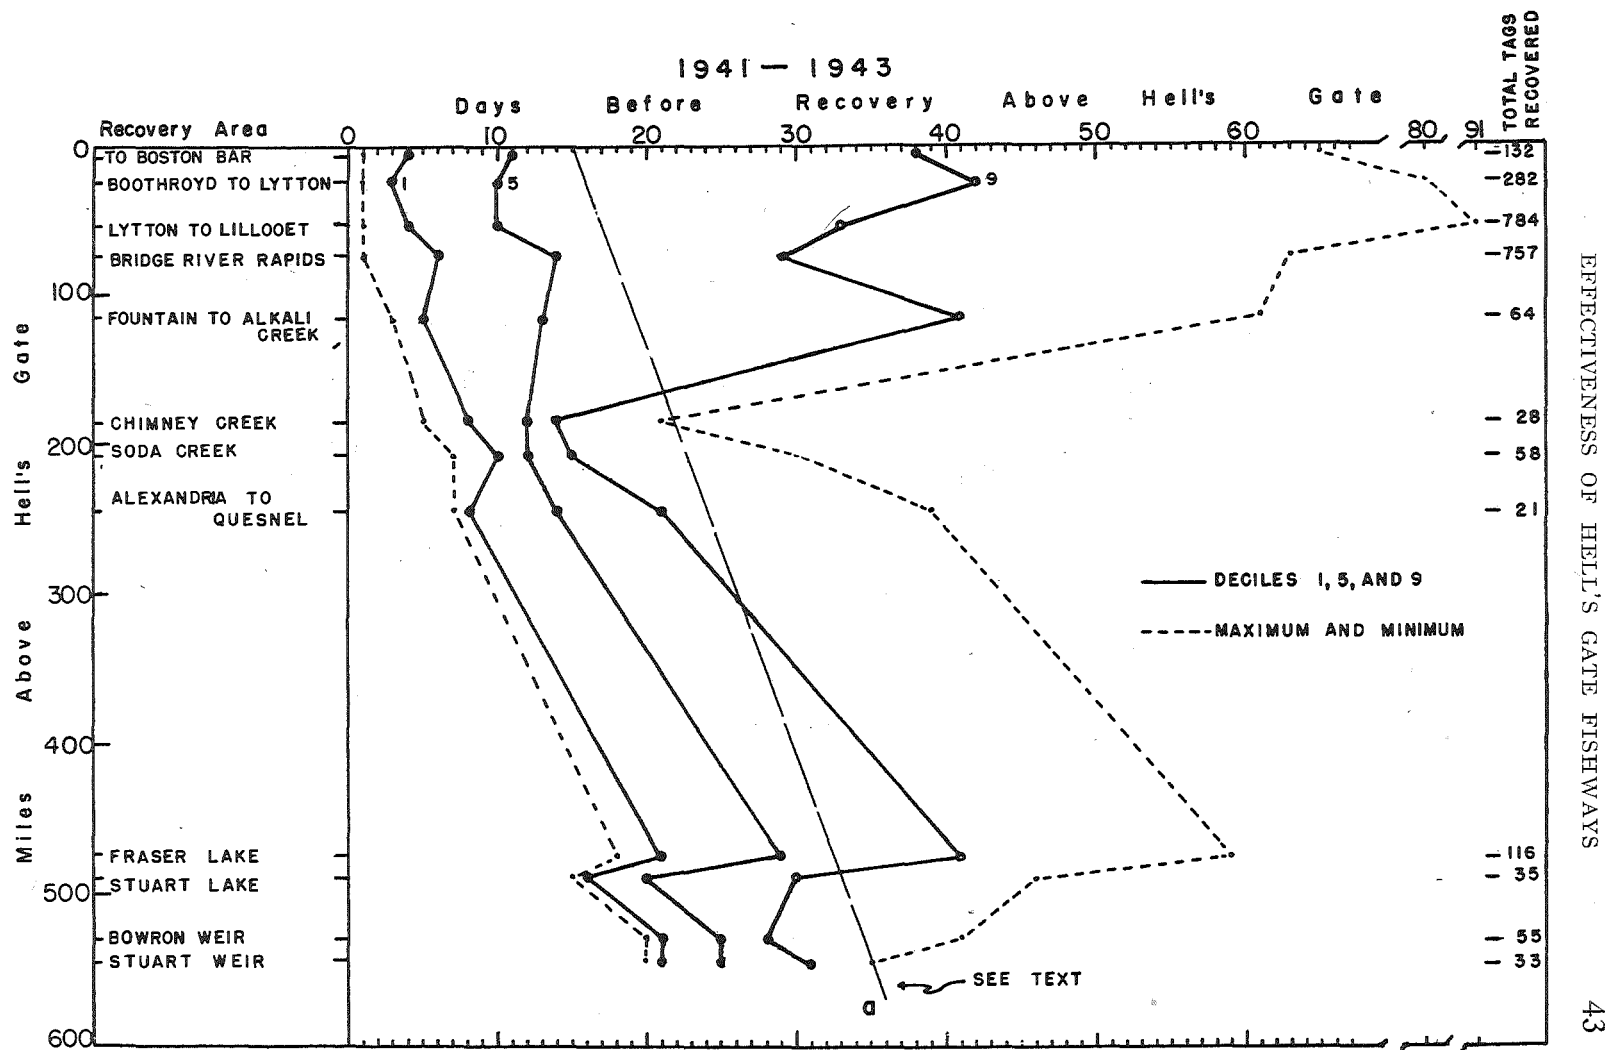 1941 — 1943
Days Before Recovery Above Hell's Gate
TOTAL TAGS
RECOVERED
Recovery Area
0 10 20 30 40 50 60 80 91
0
TO BOSTON BAR
132
BOOTHROYD TO LYTTON
1
5
9
282
LYTTON TO LILLOOET
784
BRIDGE RIVER RAPIDS
757
100
FOUNTAIN TO ALKALI
CREEK
64
CHIMNEY CREEK
28
200
SODA CREEK
58
ALEXANDRIA TO
QUESNEL
21
300
DECILES 1, 5, AND 9
MAXIMUM AND MINIMUM
400
FRASER LAKE
116
STUART LAKE
35
500
BOWRON WEIR
55
STUART WEIR
33
SEE TEXT
a
600
Miles Above Hell's Gate
EFFECTIVENESS OF HELL'S GATE FISHWAYS
43